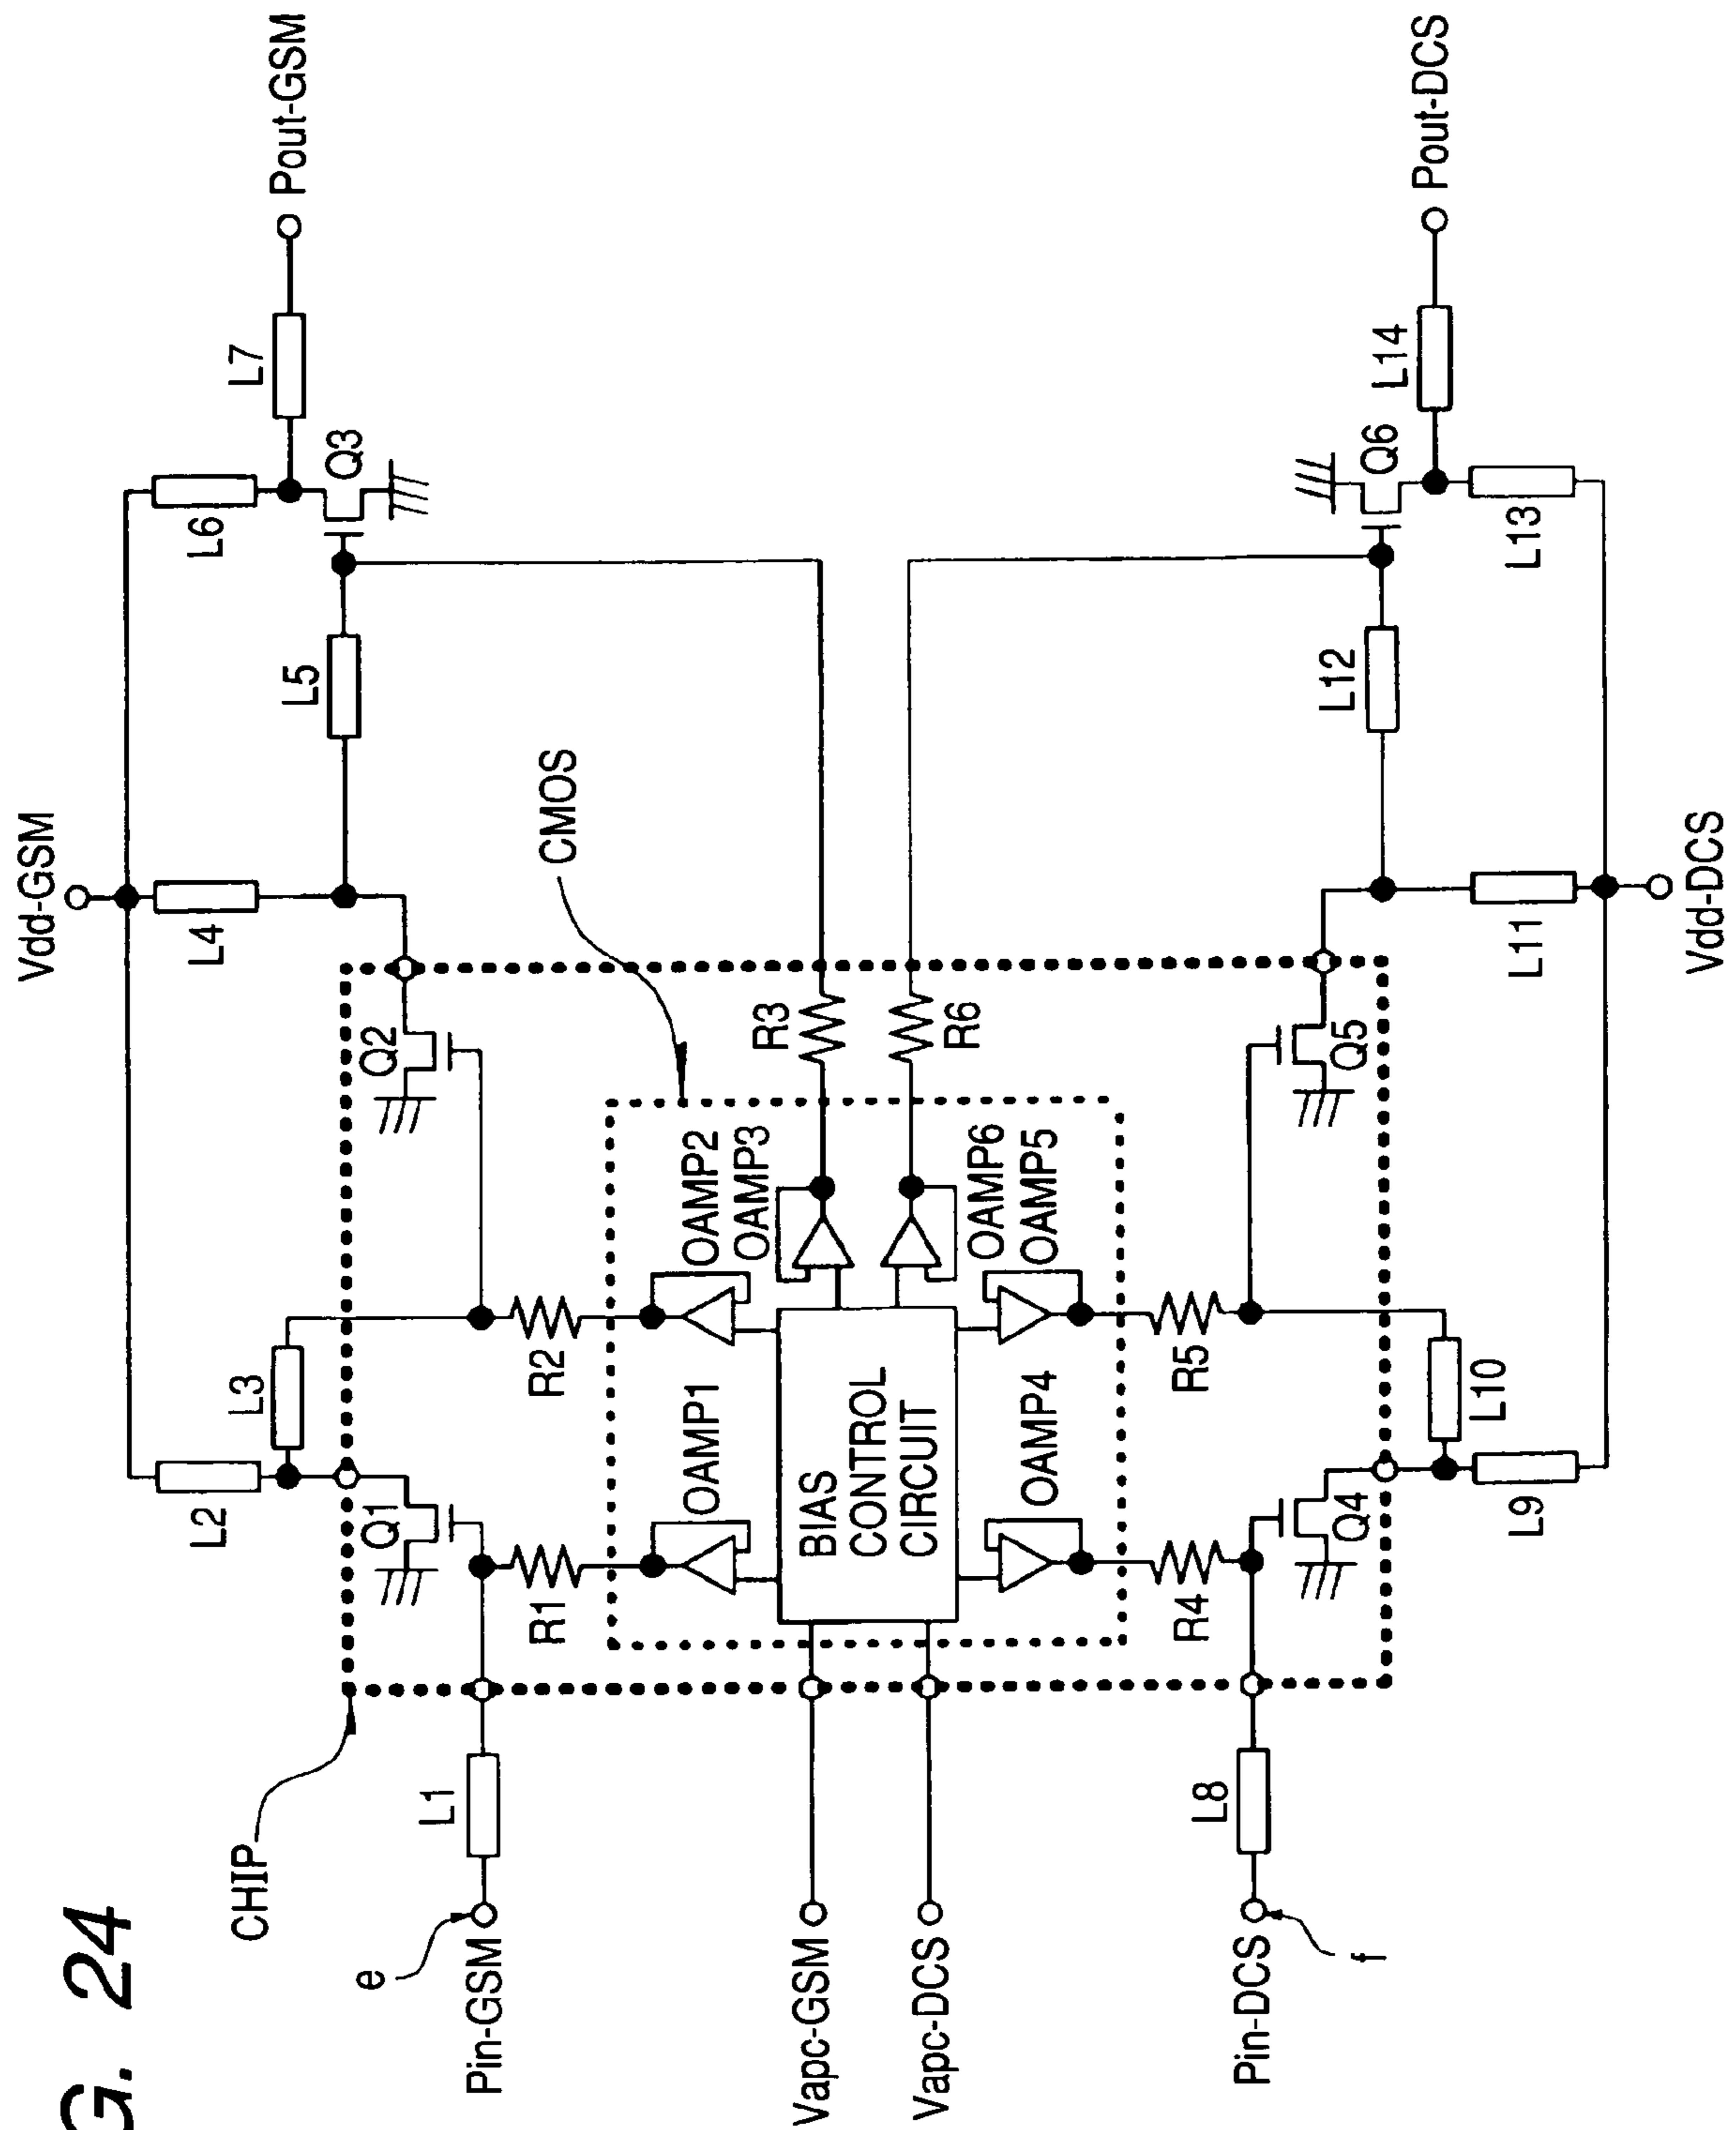 G. 24
CHIP
CMOS
Vdd-GSM
Pout-GSM
L2
L3
L4
L5
L6
L7
Q1
Q2
Q3
e
Pin-GSM
L1
R1
R2
R3
OAMP1
OAMP2
OAMP3
Vapc-GSM
Vapc-DCS
BIAS
CONTROL
CIRCUIT
OAMP6
OAMP5
OAMP4
R4
R5
R6
Pin-DCS
f
L8
Q4
Q5
Q6
L9
L10
L11
L12
L13
L14
Vdd-DCS
Pout-DCS